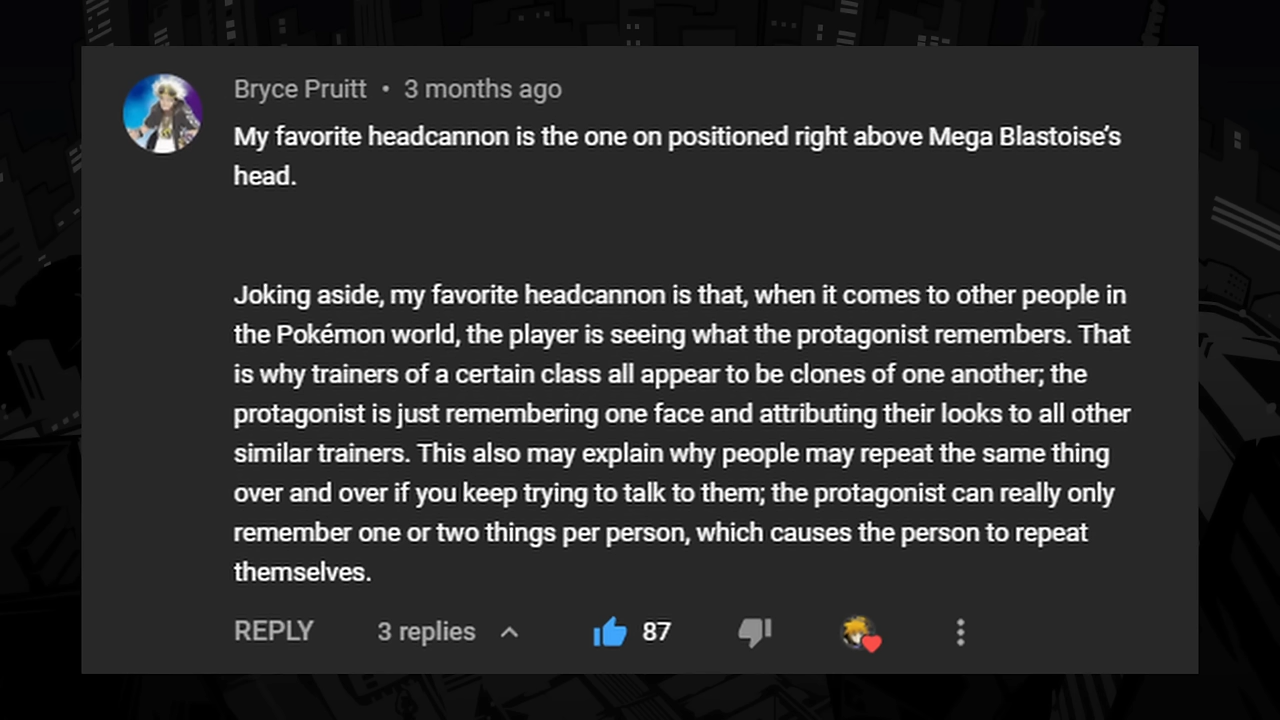 Bryce Pruitt • 3 months ago
My favorite headcannon is the one on positioned right above Mega Blastoise's
head.
Joking aside, my favorite headcannon is that, when it comes to other people in
the Pokémon world, the player is seeing what the protagonist remembers. That
is why trainers of a certain class all appear to be clones of one another; the
protagonist is just remembering one face and attributing their looks to all other
similar trainers. This also may explain why people may repeat the same thing
over and over if you keep trying to talk to them; the protagonist can really only
remember one or two things per person, which causes the person to repeat
themselves.
REPLY 3 replies 87